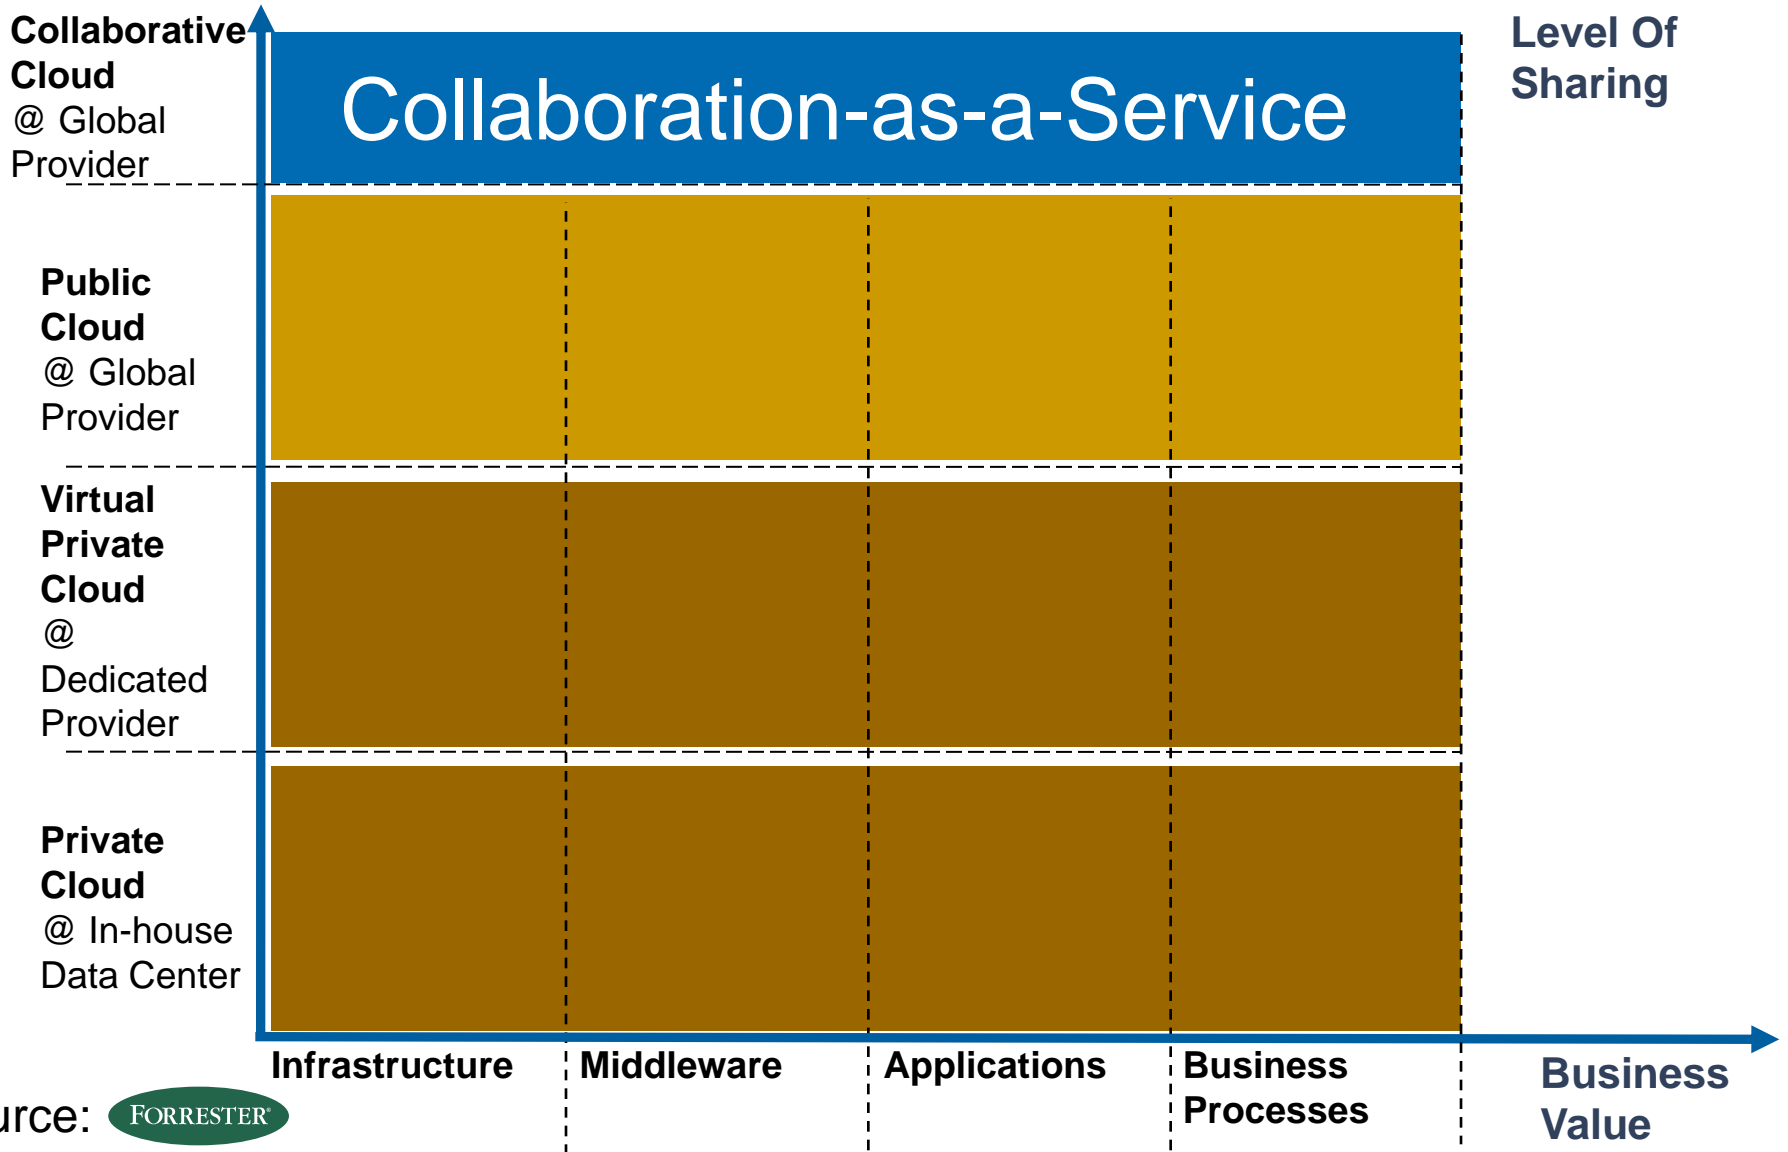 Collaborative
Cloud
@ Global
Provider
Collaboration-as-a-Service
Level Of
Sharing
Public
Cloud
@ Global
Provider
Virtual
Private
Cloud
@
Dedicated
Provider
Private
Cloud
@ In-house
Data Center
Infrastructure
Middleware
Applications
Business
Processes
Business
Value
urce:
FORRESTER®